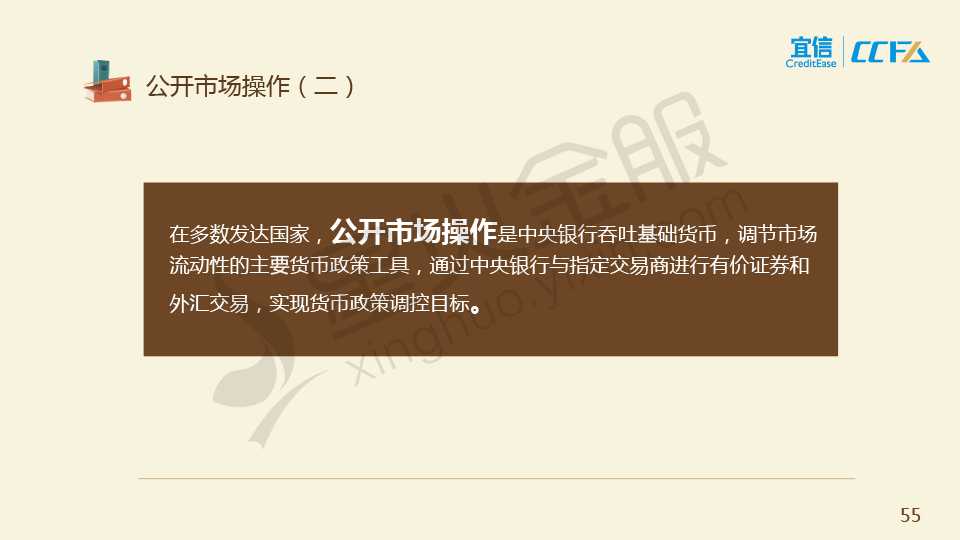 宜信
CreditEase
CCFA
公开市场操作（二）
在多数发达国家，公开市场操作是中央银行吞吐基础货币，调节市场
流动性的主要货币政策工具，通过中央银行与指定交易商进行有价证券和
外汇交易，实现货币政策调控目标。
星火金服
55